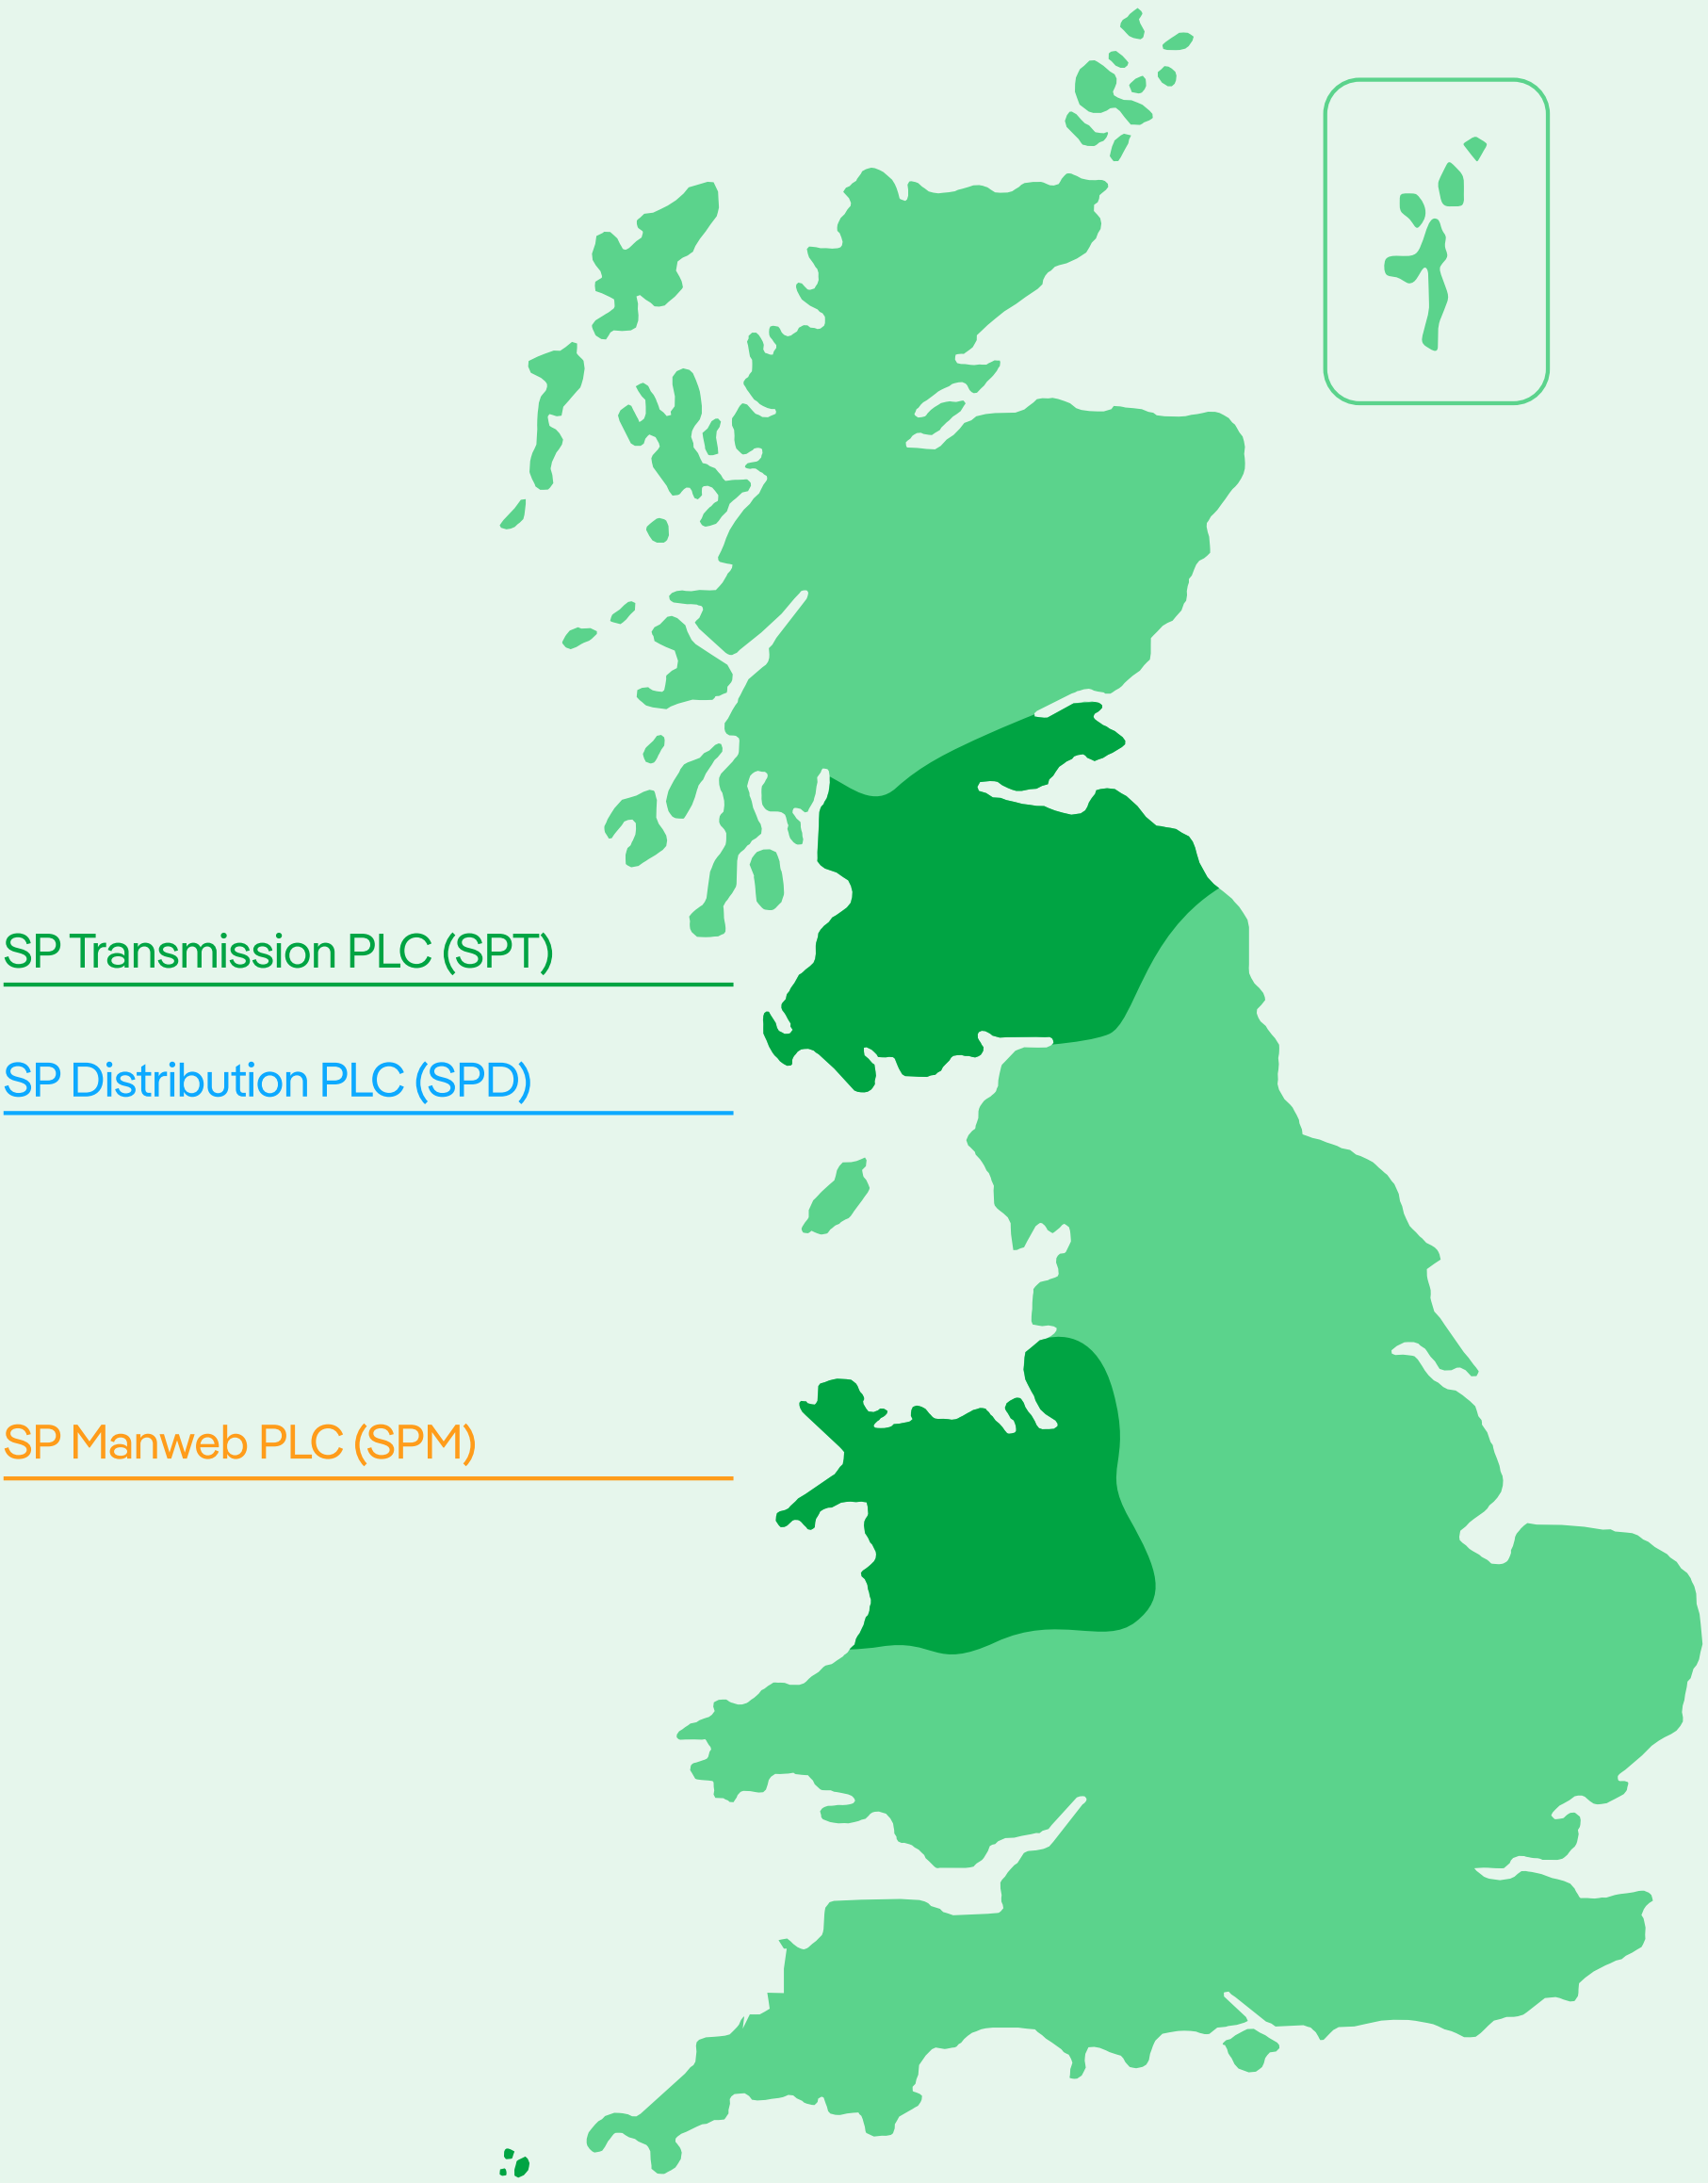 SP Transmission PLC (SPT)
SP Distribution PLC (SPD)
SP Manweb PLC (SPM)